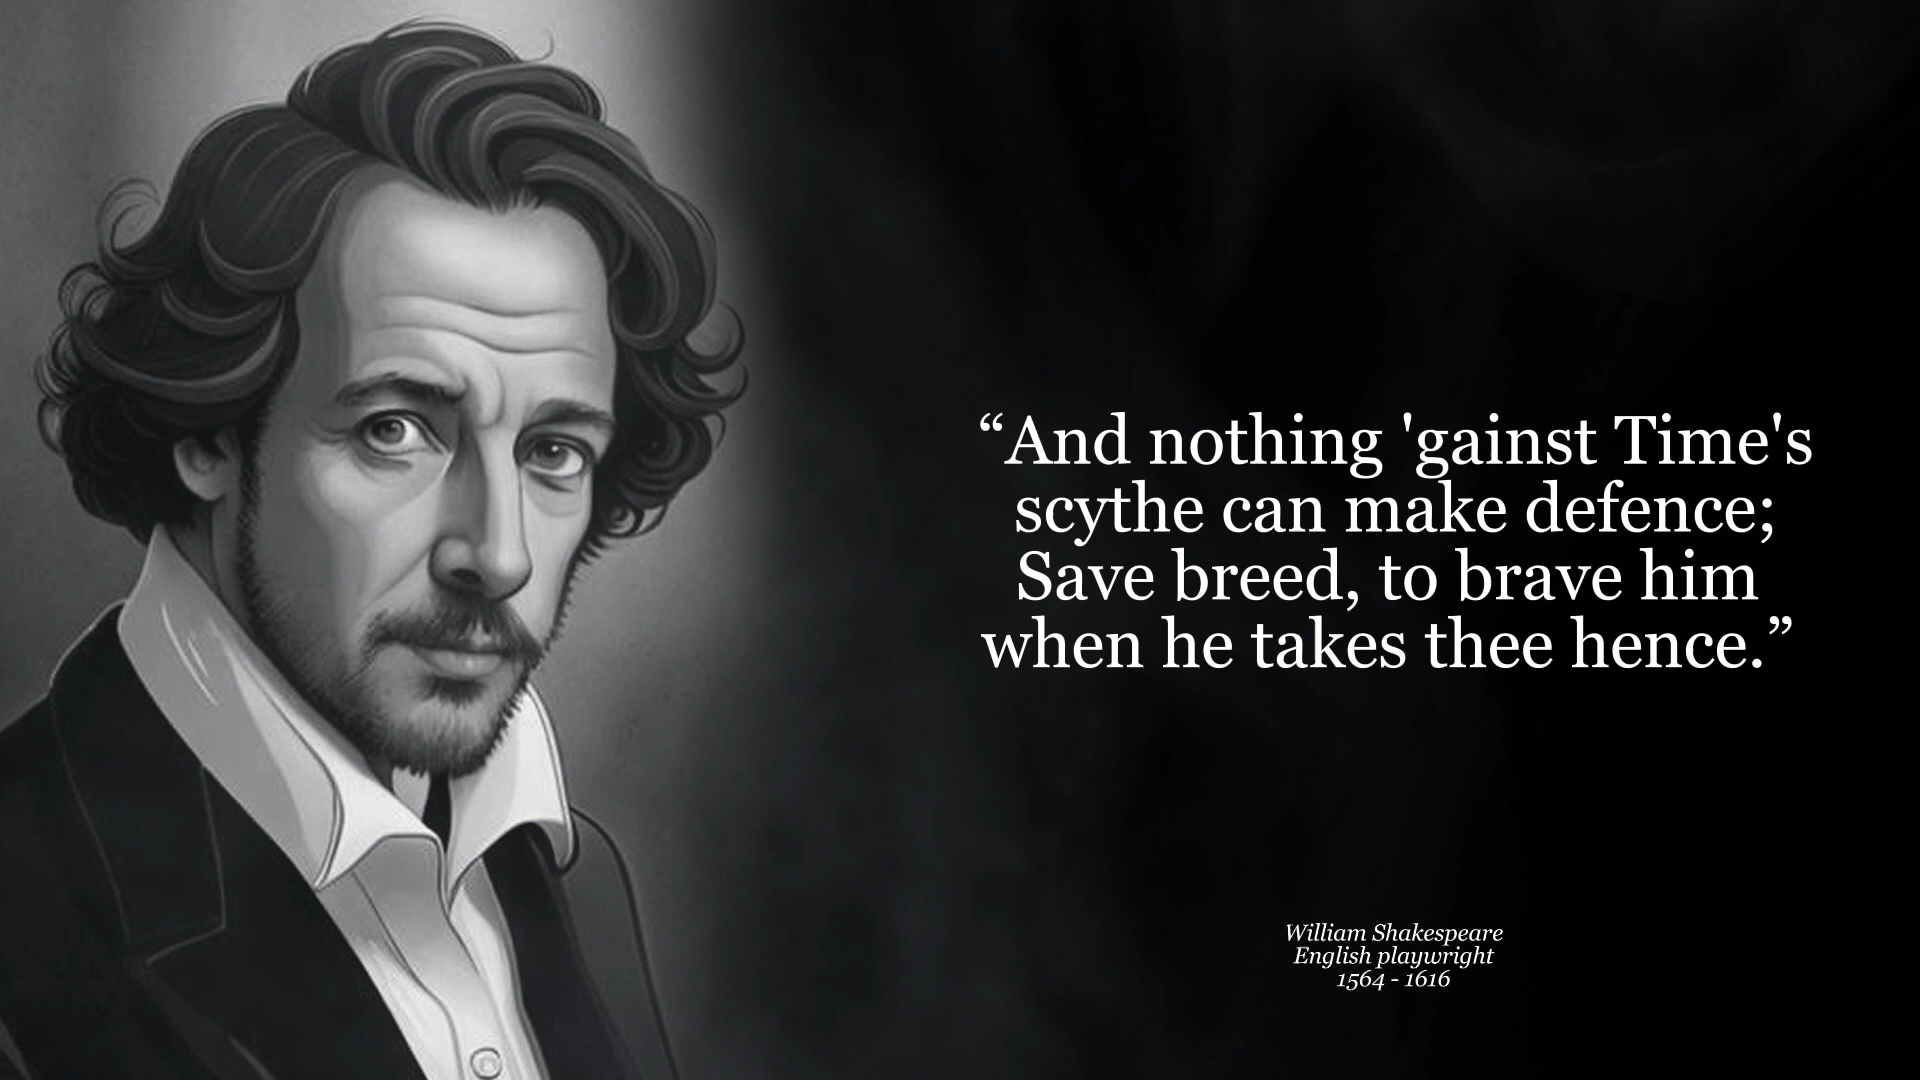 “And nothing 'gainst Time's
scythe can make defence;
Save breed, to brave him
when he takes thee hence.”
William Shakespeare
English playwright
1564 - 1616